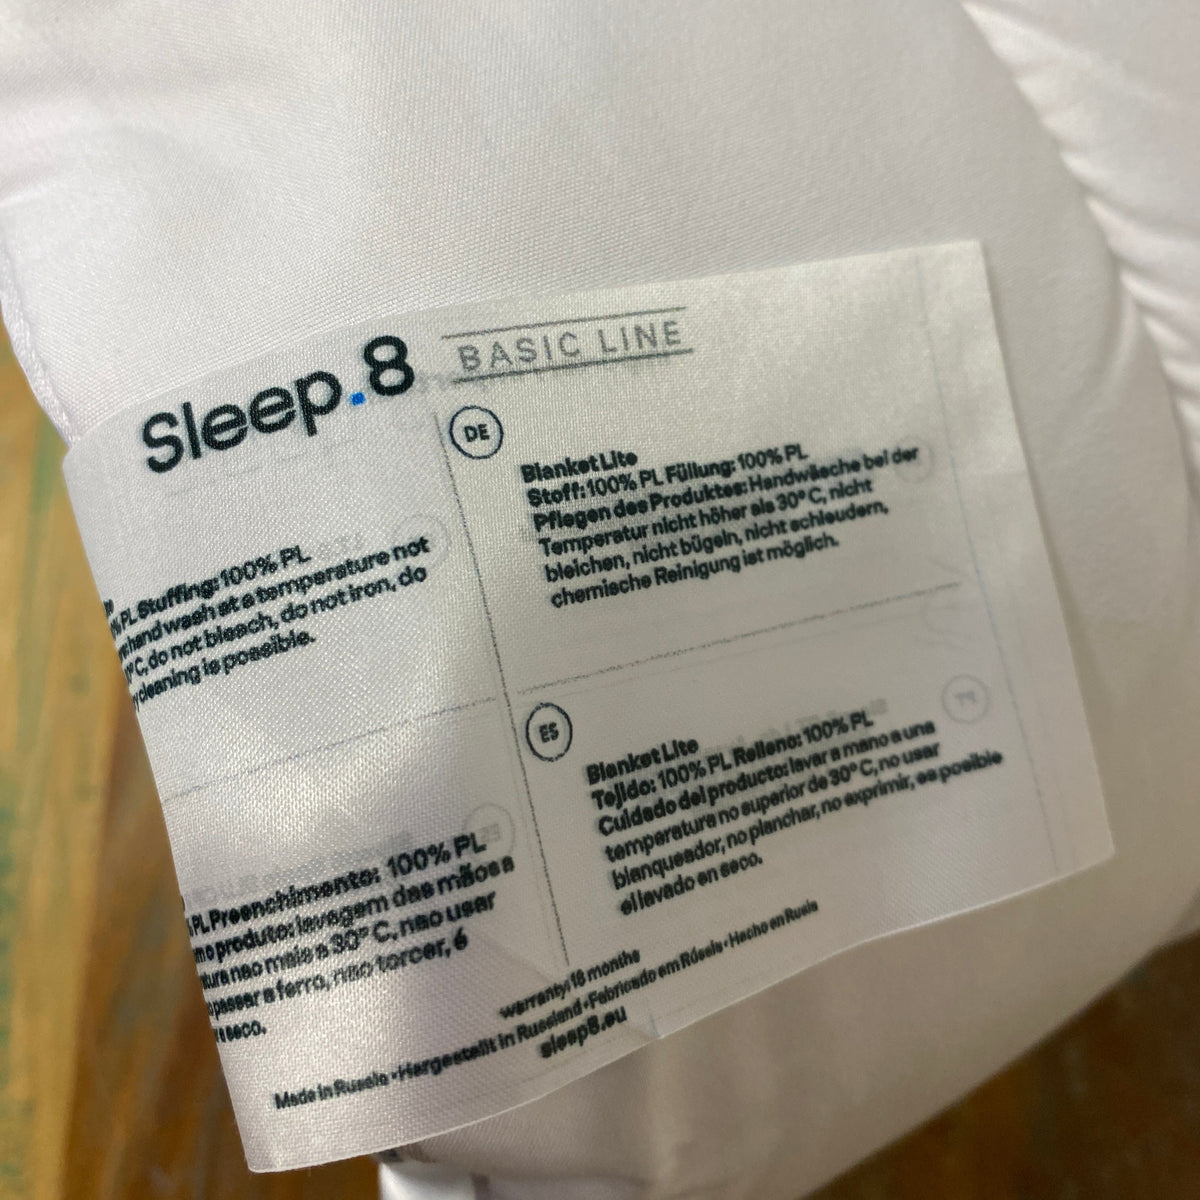 Sleep.8 BASIC LINE
PL Stuffing: 100% PL
hand wash at a temperature not
°C, do not bleach, do not iron, do
cleaning is possible.
DE
Blanket Lite
Stoff: 100% PL Füllung: 100% PL
Pflegen des Produktes: Handwäsche bei der
Temperatur nicht höher als 30° C, nicht
bleichen, nicht bügeln, nicht schleudern,
chemische Reinigung ist möglich.
PL Preenchimento: 100% PL
produto: lavagem das mãos a
nao mais a 30° C, nao usar
passar a ferro, nao torcer, é
a seco.
ES
Blanket Lite
Tejido: 100% PL Relleno: 100% PL
Cuidado del producto: lavar a mano a una
temperatura no superior de 30° C, no usar
blanqueador, no planchar, no exprimir, es posible
el lavado en seco.
warranty: 18 months
Made in Russia • Hergestellt in Russland • Fabricado em Rússia • Hecho en Rusia
sleep8.eu